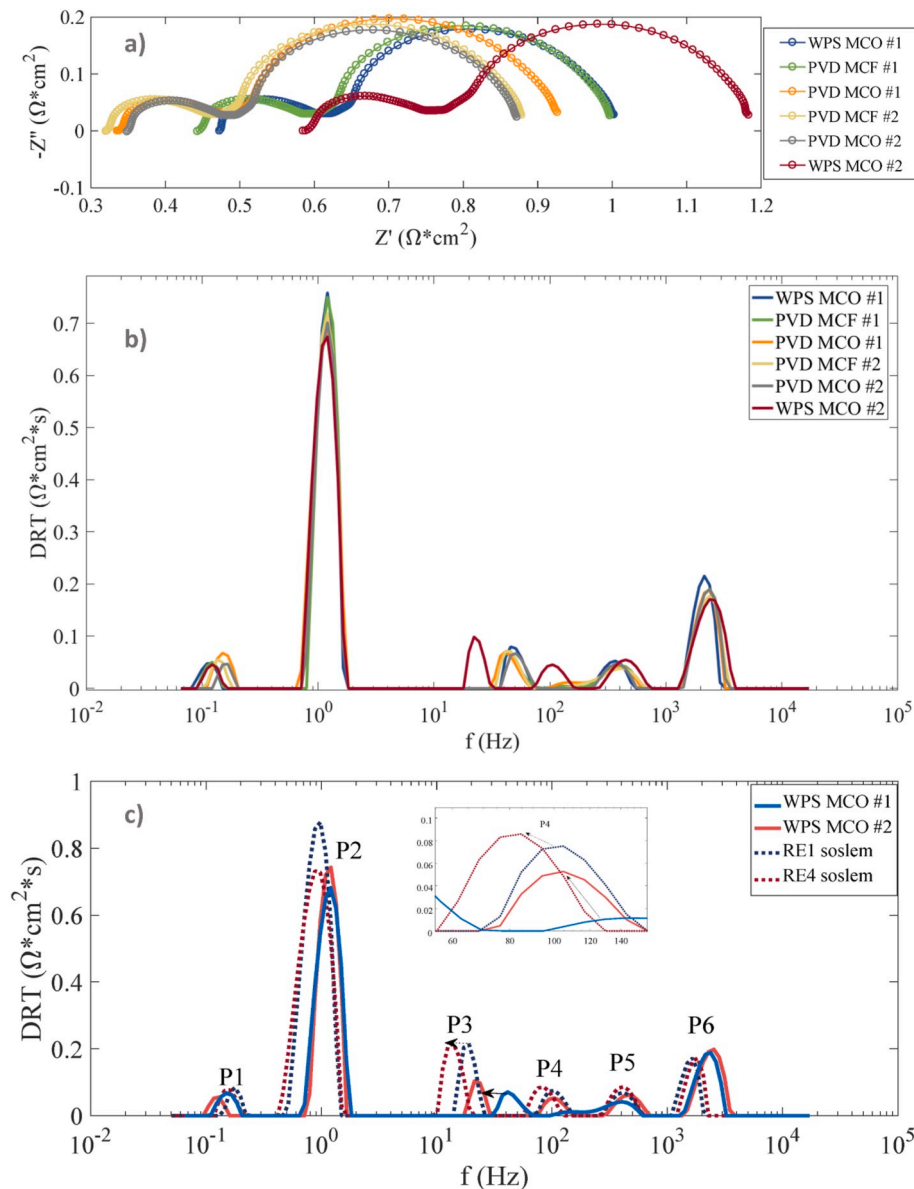 a)
-Z'' (Ω*cm2)
0.2
0.1
0
-0.1
0.3 0.4 0.5 0.6 0.7 0.8 0.9 1 1.1 1.2
Z' (Ω*cm2)
WPS MCO #1
PVD MCF #1
PVD MCO #1
PVD MCF #2
PVD MCO #2
WPS MCO #2
b)
DRT (Ω*cm2*s)
0.7
0.6
0.5
0.4
0.3
0.2
0.1
0
10-2 10-1 100 101 102 103 104 105
f (Hz)
WPS MCO #1
PVD MCF #1
PVD MCO #1
PVD MCF #2
PVD MCO #2
WPS MCO #2
c)
DRT (Ω*cm2*s)
1
0.8
0.6
0.4
0.2
0
10-2 10-1 100 101 102 103 104 105
f (Hz)
WPS MCO #1
WPS MCO #2
RE1 soslem
RE4 soslem
P1
P2
P3
P4
P5
P6
P4
0.1
0.08
0.06
0.04
0.02
0
60 80 100 120 140